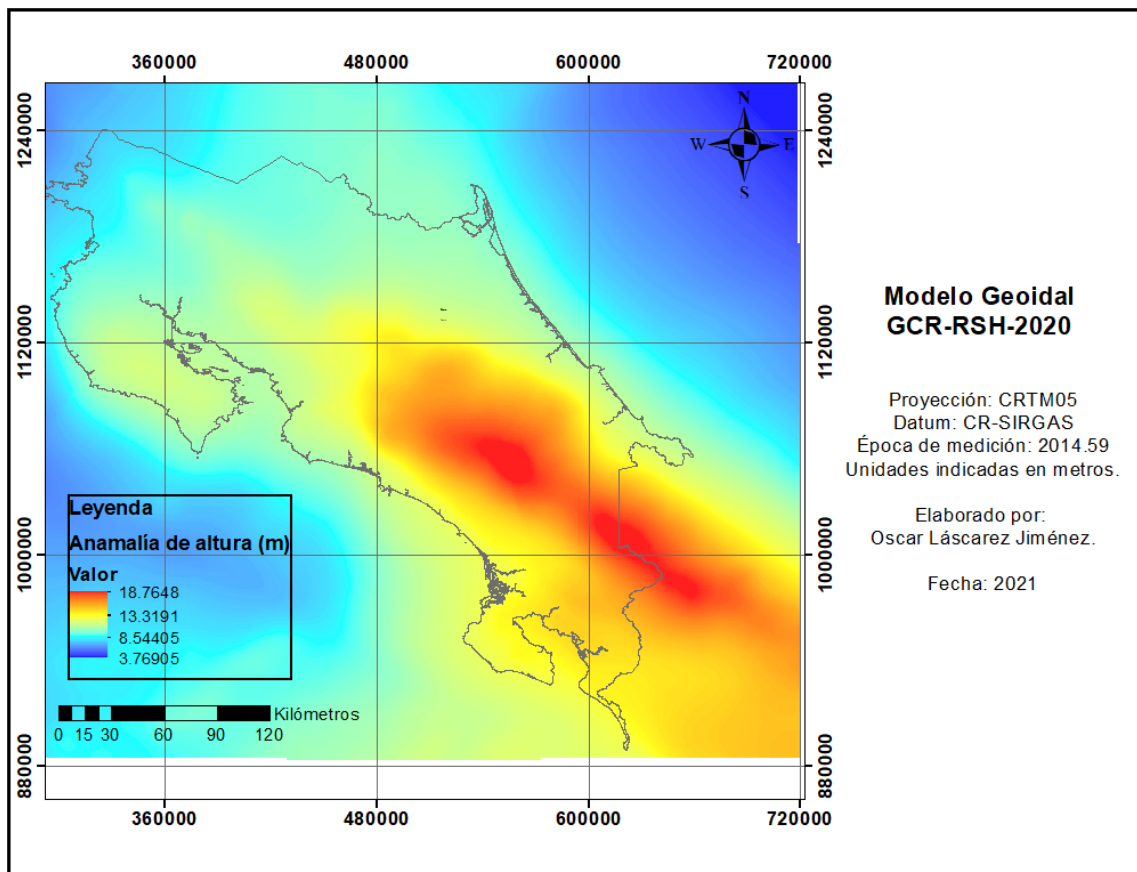 360000 480000 600000 720000
1240000 1240000
N
W E
S
1120000 1120000
1000000 1000000
880000 880000
Leyenda
Anamalía de altura (m)
Valor
18.7648
13.3191
8.54405
3.76905
Kilómetros
0 15 30 60 90 120
360000 480000 600000 720000
Modelo Geoidal
GCR-RSH-2020
Proyección: CRTM05
Datum: CR-SIRGAS
Época de medición: 2014.59
Unidades indicadas en metros.
Elaborado por:
Oscar Láscarez Jiménez.
Fecha: 2021